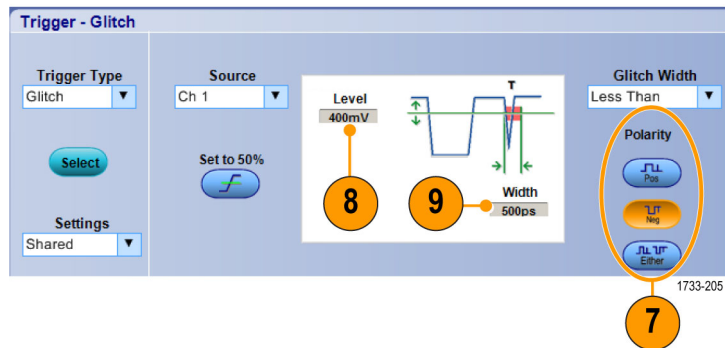 Trigger - Glitch
Trigger Type
Glitch
Select
Settings
Shared
Source
Ch 1
Set to 50%
Level
400mV
8
T
9
Width
500ps
Glitch Width
Less Than
Polarity
Pos
Neg
Either
1733-205
7